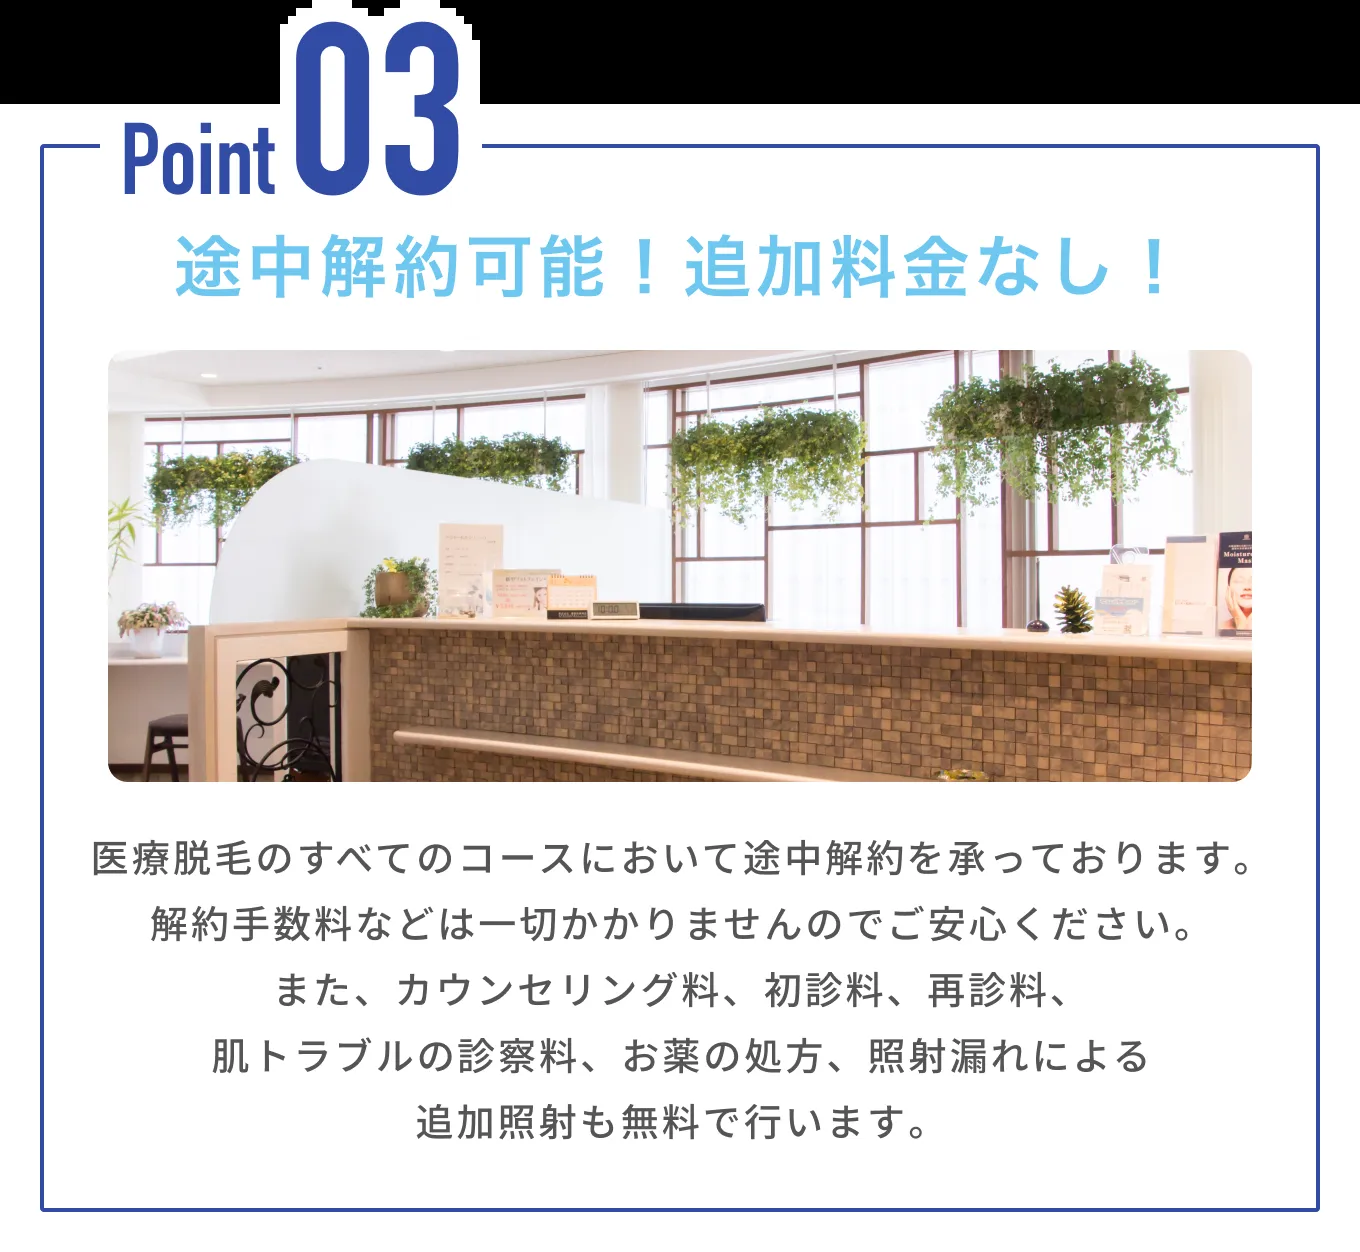 Point 03
途中解約可能！追加料金なし！
10:00
Moisture
Mas
医療脱毛のすべてのコースにおいて途中解約を承っております。
解約手数料などは一切かかりませんのでご安心ください。
また、カウンセリング料、初診料、再診料、
肌トラブルの診察料、お薬の処方、照射漏れによる
追加照射も無料で行います。